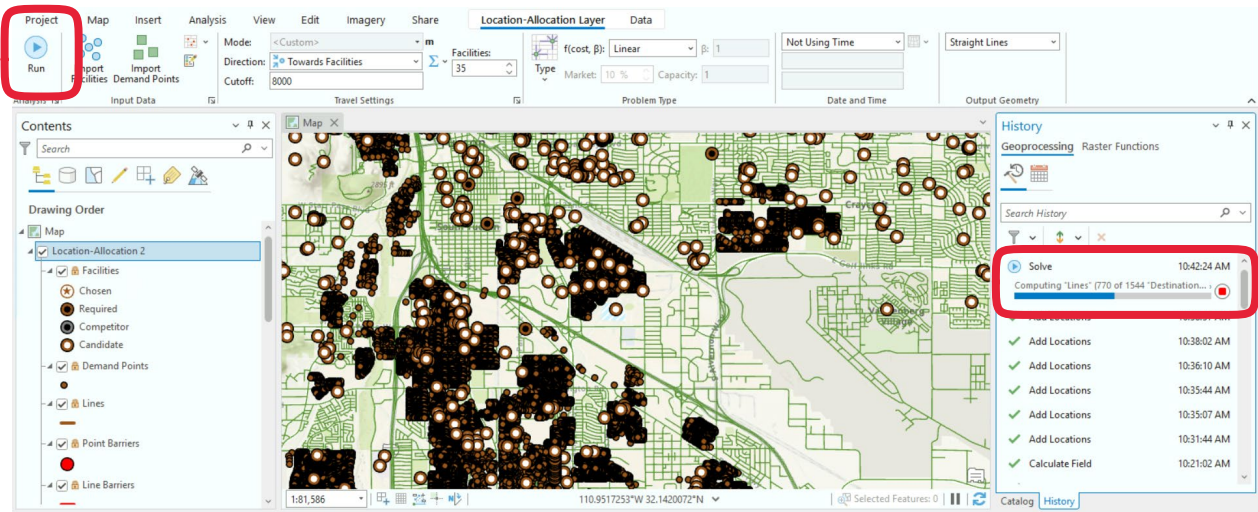 Project Map Insert Analysis View Edit Imagery Share Location-Allocation Layer Data
Run
Import Facilities
Import Demand Points
Mode: <Custom>
Direction: Towards Facilities
Cutoff: 8000
m
Facilities:
35
Type
f(cost, β): Linear β: 1
Market: 10 % Capacity: 1
Not Using Time
Straight Lines
Analysis Input Data Travel Settings Problem Type Date and Time Output Geometry
Contents
Search
Drawing Order
Map
Location-Allocation 2
Facilities
Chosen
Required
Competitor
Candidate
Demand Points
Lines
Point Barriers
Line Barriers
Map
1895 ft
1:81,586
110.9517253°W 32.1420072°N
Selected Features: 0
History
Geoprocessing Raster Functions
Search History
Solve 10:42:24 AM
Computing "Lines" (770 of 1544 "Destination...
Add Locations
Add Locations 10:38:02 AM
Add Locations 10:36:10 AM
Add Locations 10:35:44 AM
Add Locations 10:35:07 AM
Add Locations 10:31:44 AM
Calculate Field 10:21:02 AM
Catalog History